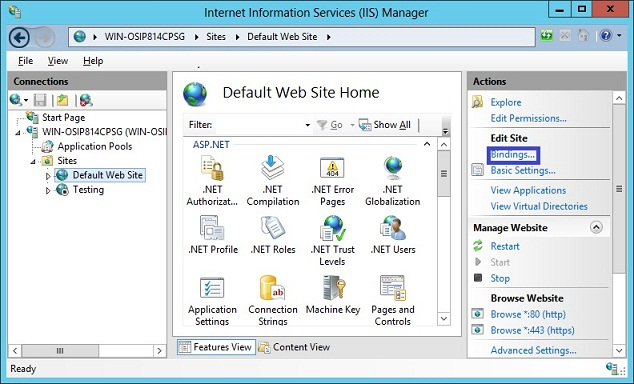 Internet Information Services (IIS) Manager
WIN-OSIP814CPSG Sites Default Web Site
File View Help
Connections
Start Page
WIN-OSIP814CPSG (WIN-OSI
Application Pools
Sites
Default Web Site
Testing
Default Web Site Home
Filter: Go Show All
ASP.NET
.NET Authorizat...
.NET Compilation
.NET Error Pages
404
.NET Globalization
.NET Profile
.NET Roles
.NET Trust Levels
.NET Users
Application Settings
ab
Connection Strings
Machine Key
Pages and Controls
Features View Content View
Actions
Explore
Edit Permissions...
Edit Site
Bindings...
Basic Settings...
View Applications
View Virtual Directories
Manage Website
Restart
Start
Stop
Browse Website
Browse *:80 (http)
Browse *:443 (https)
Advanced Settings...
Ready